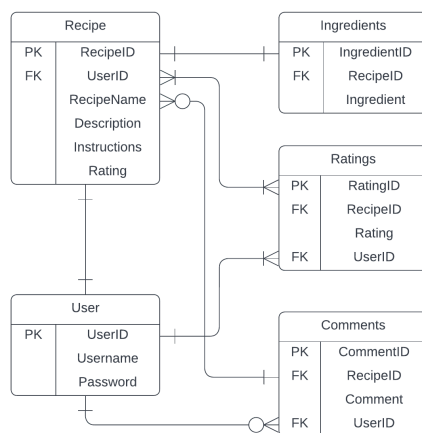 Recipe
PK RecipeID
FK UserID
RecipeName
Description
Instructions
Rating
Ingredients
PK IngredientID
FK RecipeID
Ingredient
Ratings
PK RatingID
FK RecipeID
Rating
FK UserID
User
PK UserID
Username
Password
Comments
PK CommentID
FK RecipeID
Comment
FK UserID